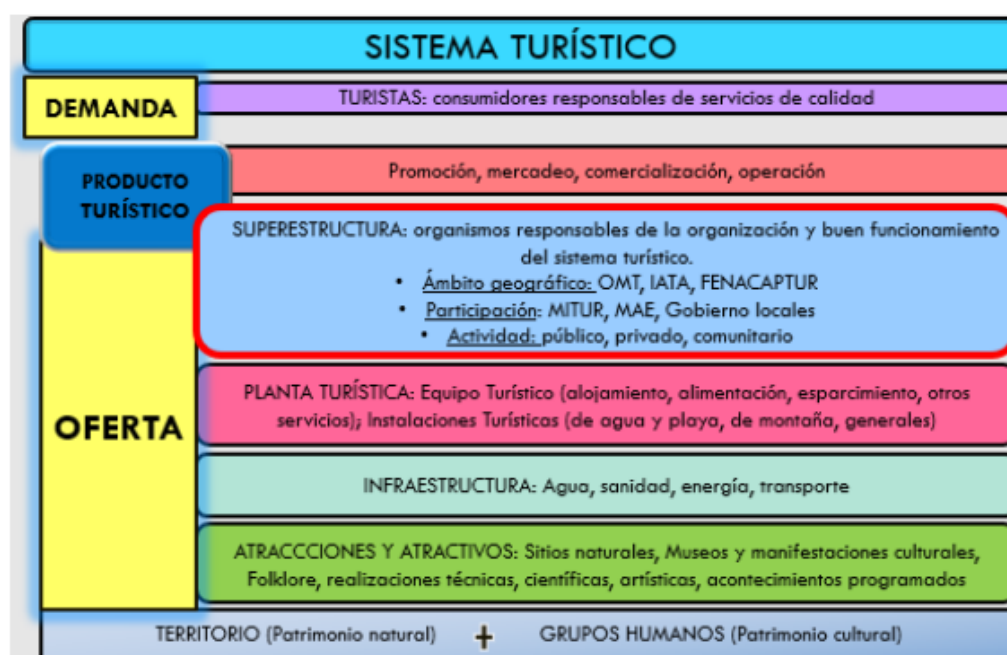 SISTEMA TURÍSTICO
DEMANDA
TURISTAS: consumidores responsables de servicios de calidad
PRODUCTO
TURÍSTICO
Promoción, mercadeo, comercialización, operación
SUPERESTRUCTURA: organismos responsables de la organización y buen funcionamiento
del sistema turístico.
• Ámbito geográfico: OMT, IATA, FENACAPTUR
• Participación: MITUR, MAE, Gobierno locales
• Actividad: público, privado, comunitario
OFERTA
PLANTA TURÍSTICA: Equipo Turístico (alojamiento, alimentación, esparcimiento, otros
servicios); Instalaciones Turísticas (de agua y playa, de montaña, generales)
INFRAESTRUCTURA: Agua, sanidad, energía, transporte
ATRACCCIONES Y ATRACTIVOS: Sitios naturales, Museos y manifestaciones culturales,
Folklore, realizaciones técnicas, científicas, artísticas, acontecimientos programados
TERRITORIO (Patrimonio natural) + GRUPOS HUMANOS (Patrimonio cultural)